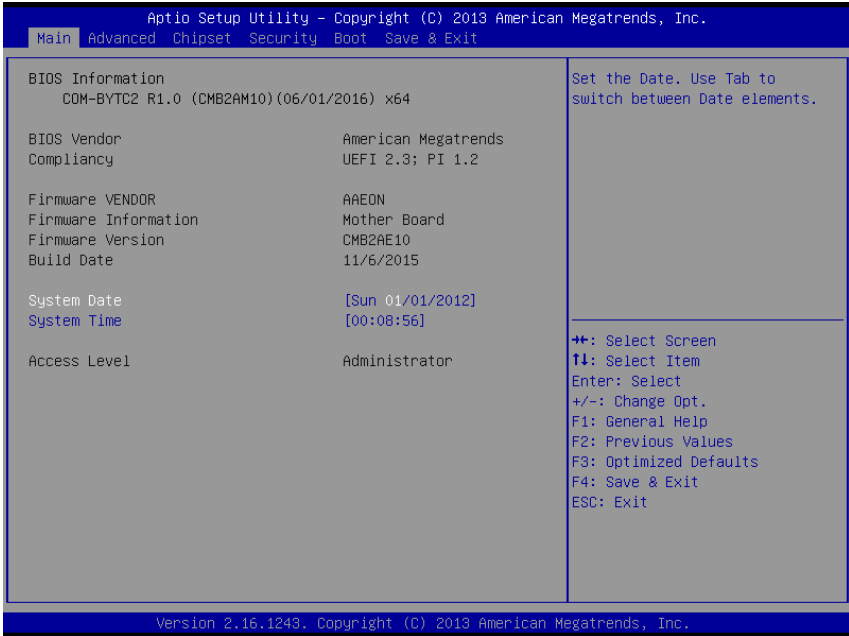 Aptio Setup Utility – Copyright (C) 2013 American Megatrends, Inc.
Main Advanced Chipset Security Boot Save & Exit
BIOS Information
COM-BYTC2 R1.0 (CMB2AM10)(06/01/2016) x64
BIOS Vendor American Megatrends
Compliancy UEFI 2.3; PI 1.2
Firmware VENDOR AAEON
Firmware Information Mother Board
Firmware Version CMB2AE10
Build Date 11/6/2015
System Date [Sun 01/01/2012]
System Time [00:08:56]
Access Level Administrator
Set the Date. Use Tab to
switch between Date elements.
→←: Select Screen
↑↓: Select Item
Enter: Select
+/-: Change Opt.
F1: General Help
F2: Previous Values
F3: Optimized Defaults
F4: Save & Exit
ESC: Exit
Version 2.16.1243. Copyright (C) 2013 American Megatrends, Inc.